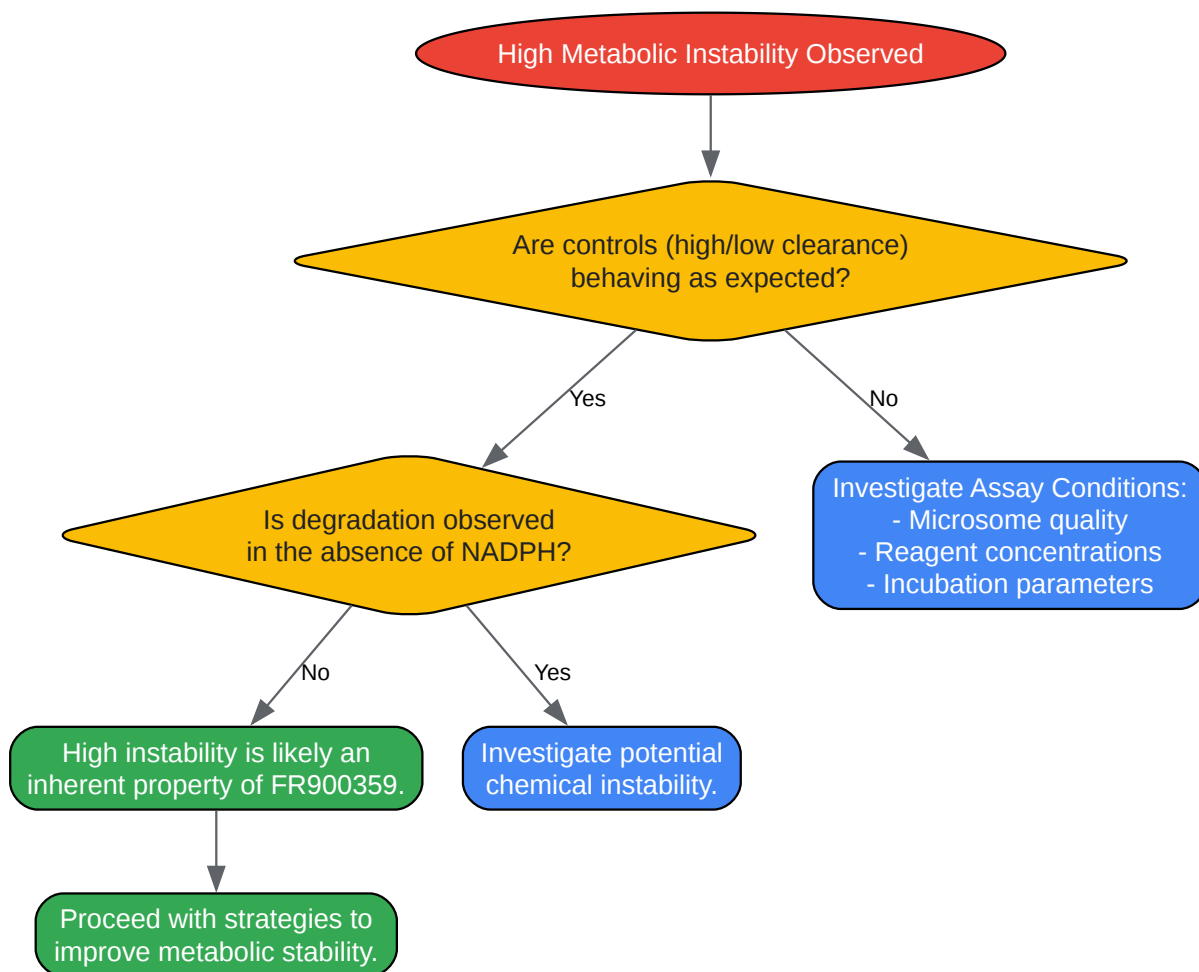 High Metabolic Instability Observed
Are controls (high/low clearance)
behaving as expected?
Yes
No
Is degradation observed
in the absence of NADPH?
Investigate Assay Conditions:
- Microsome quality
- Reagent concentrations
- Incubation parameters
No
Yes
High instability is likely an
inherent property of FR900359.
Investigate potential
chemical instability.
Proceed with strategies to
improve metabolic stability.